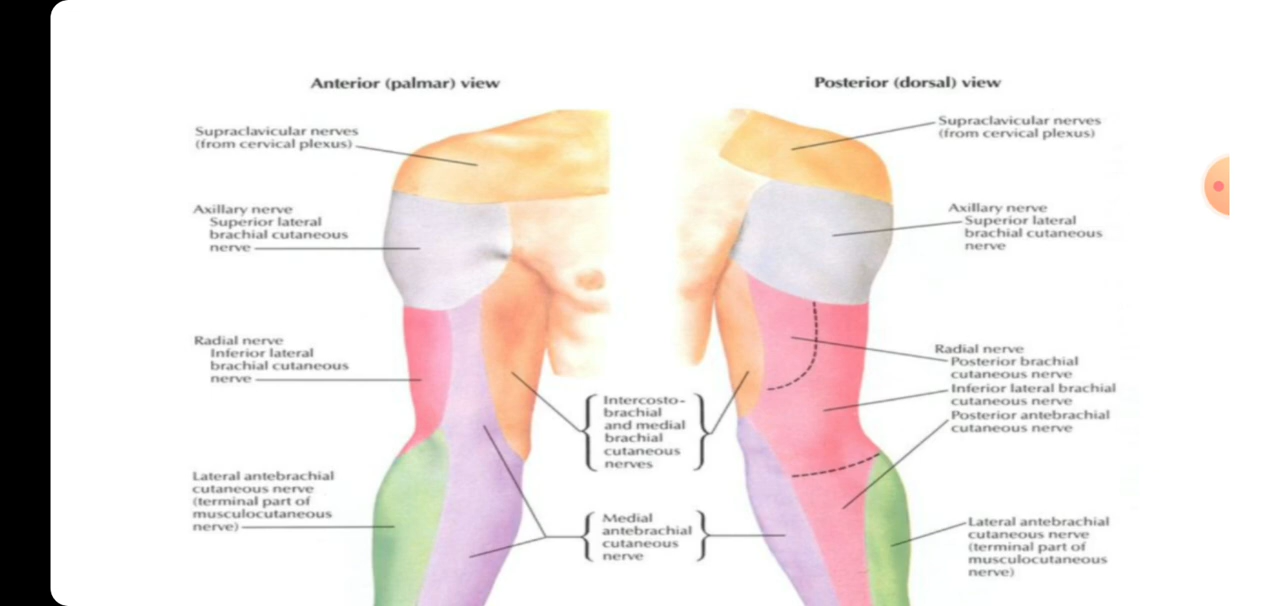 Anterior (palmar) view
Supraclavicular nerves
(from cervical plexus)
Axillary nerve
Superior lateral
brachial cutaneous
nerve
Radial nerve
Inferior lateral
brachial cutaneous
nerve
Lateral antebrachial
cutaneous nerve
(terminal part of
musculocutaneous
nerve)
Intercosto-
brachial
and medial
brachial
cutaneous
nerves
Medial
antebrachial
cutaneous
nerve
Posterior (dorsal) view
Supraclavicular nerves
(from cervical plexus)
Axillary nerve
Superior lateral
brachial cutaneous
nerve
Radial nerve
Posterior brachial
cutaneous nerve
Inferior lateral brachial
cutaneous nerve
Posterior antebrachial
cutaneous nerve
Lateral antebrachial
cutaneous nerve
(terminal part of
musculocutaneous
nerve)